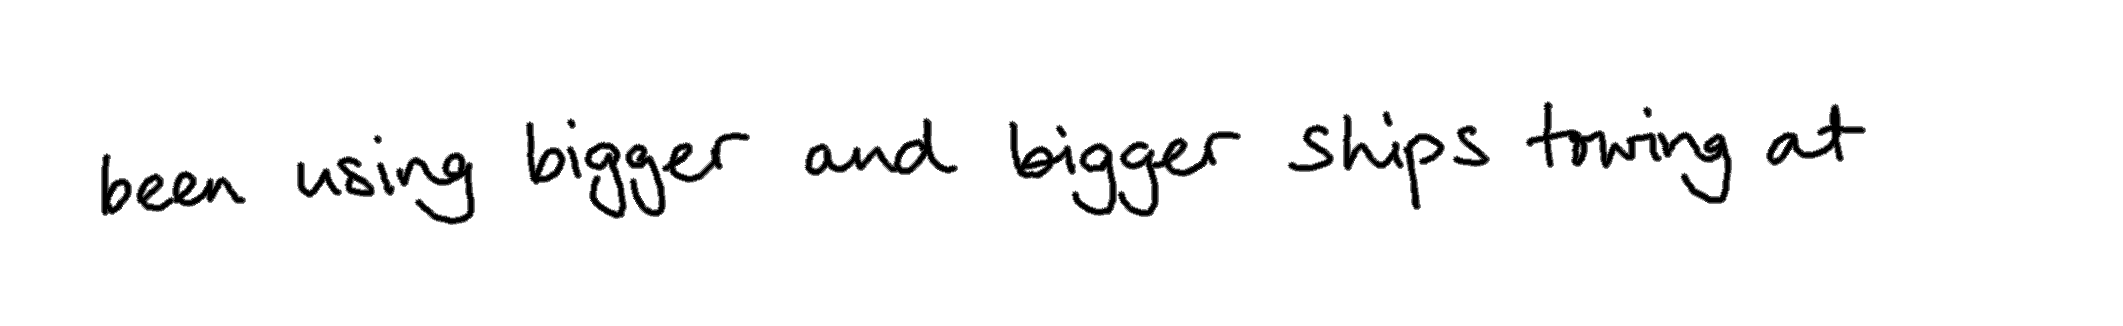 been using bigger and bigger ships towing at